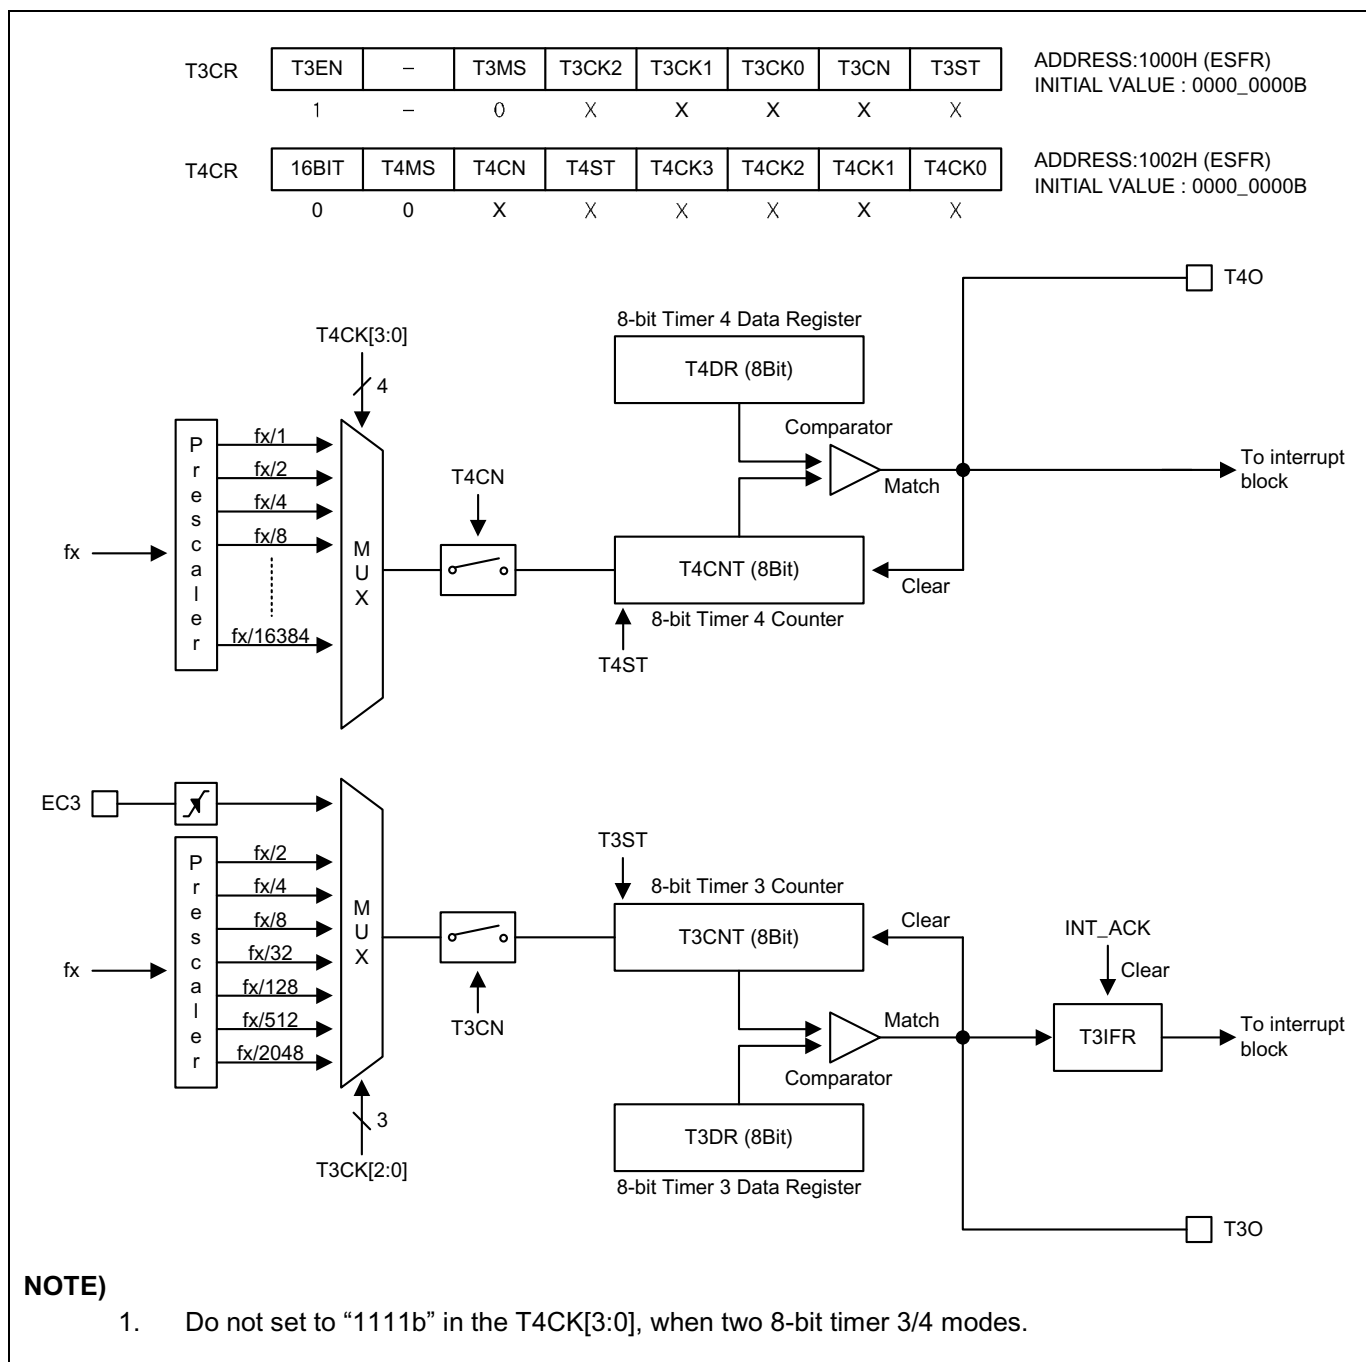 T3CR T3EN – T3MS T3CK2 T3CK1 T3CK0 T3CN T3ST ADDRESS:1000H (ESFR)
INITIAL VALUE : 0000_0000B
1 – 0 X X X X X
T4CR 16BIT T4MS T4CN T4ST T4CK3 T4CK2 T4CK1 T4CK0 ADDRESS:1002H (ESFR)
INITIAL VALUE : 0000_0000B
0 0 X X X X X X
T4O
8-bit Timer 4 Data Register
T4CK[3:0]
T4DR (8Bit)
4
Comparator
Prescaler
fx/1
fx/2
fx/4
fx/8
fx/16384
fx
MUX
T4CN
Match
To interrupt
block
T4CNT (8Bit)
Clear
8-bit Timer 4 Counter
T4ST
EC3
Prescaler
fx/2
fx/4
fx/8
fx/32
fx/128
fx/512
fx/2048
fx
MUX
T3CN
3
T3CK[2:0]
T3ST
8-bit Timer 3 Counter
T3CNT (8Bit)
Clear
INT_ACK
Clear
Match
T3IFR
To interrupt
block
Comparator
T3DR (8Bit)
8-bit Timer 3 Data Register
T3O
NOTE)
1. Do not set to “1111b” in the T4CK[3:0], when two 8-bit timer 3/4 modes.